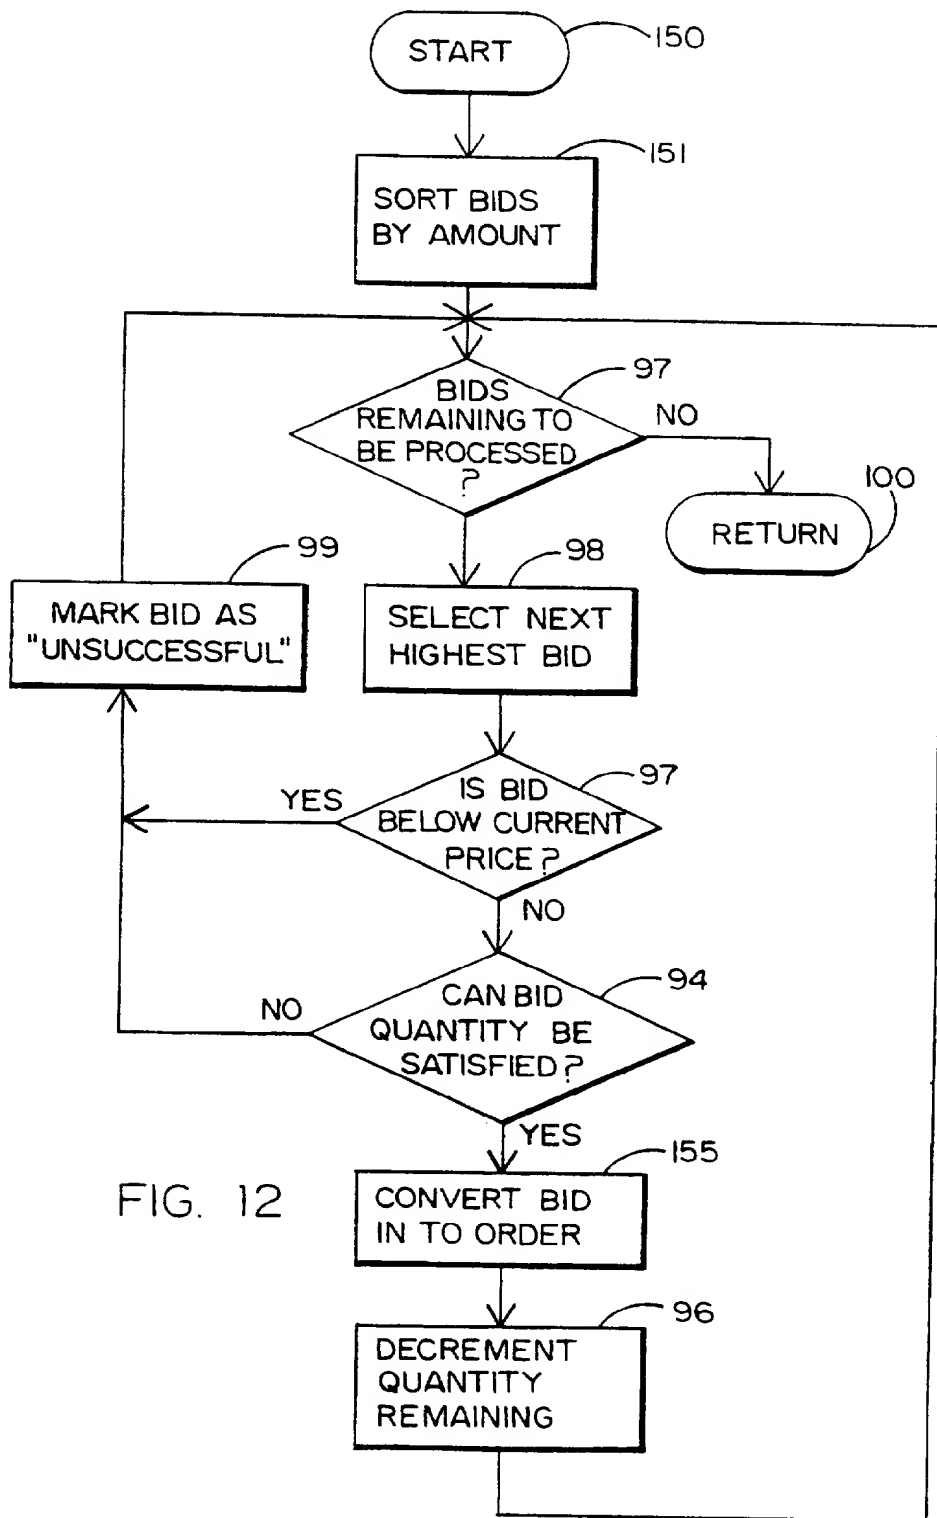 START
150
151
SORT BIDS
BY AMOUNT
97
BIDS
REMAINING TO
BE PROCESSED
?
NO
100
RETURN
99
MARK BID AS
"UNSUCCESSFUL"
98
SELECT NEXT
HIGHEST BID
97
YES
IS BID
BELOW CURRENT
PRICE?
NO
94
NO
CAN BID
QUANTITY BE
SATISFIED?
YES
155
CONVERT BID
IN TO ORDER
FIG. 12
96
DECREMENT
QUANTITY
REMAINING